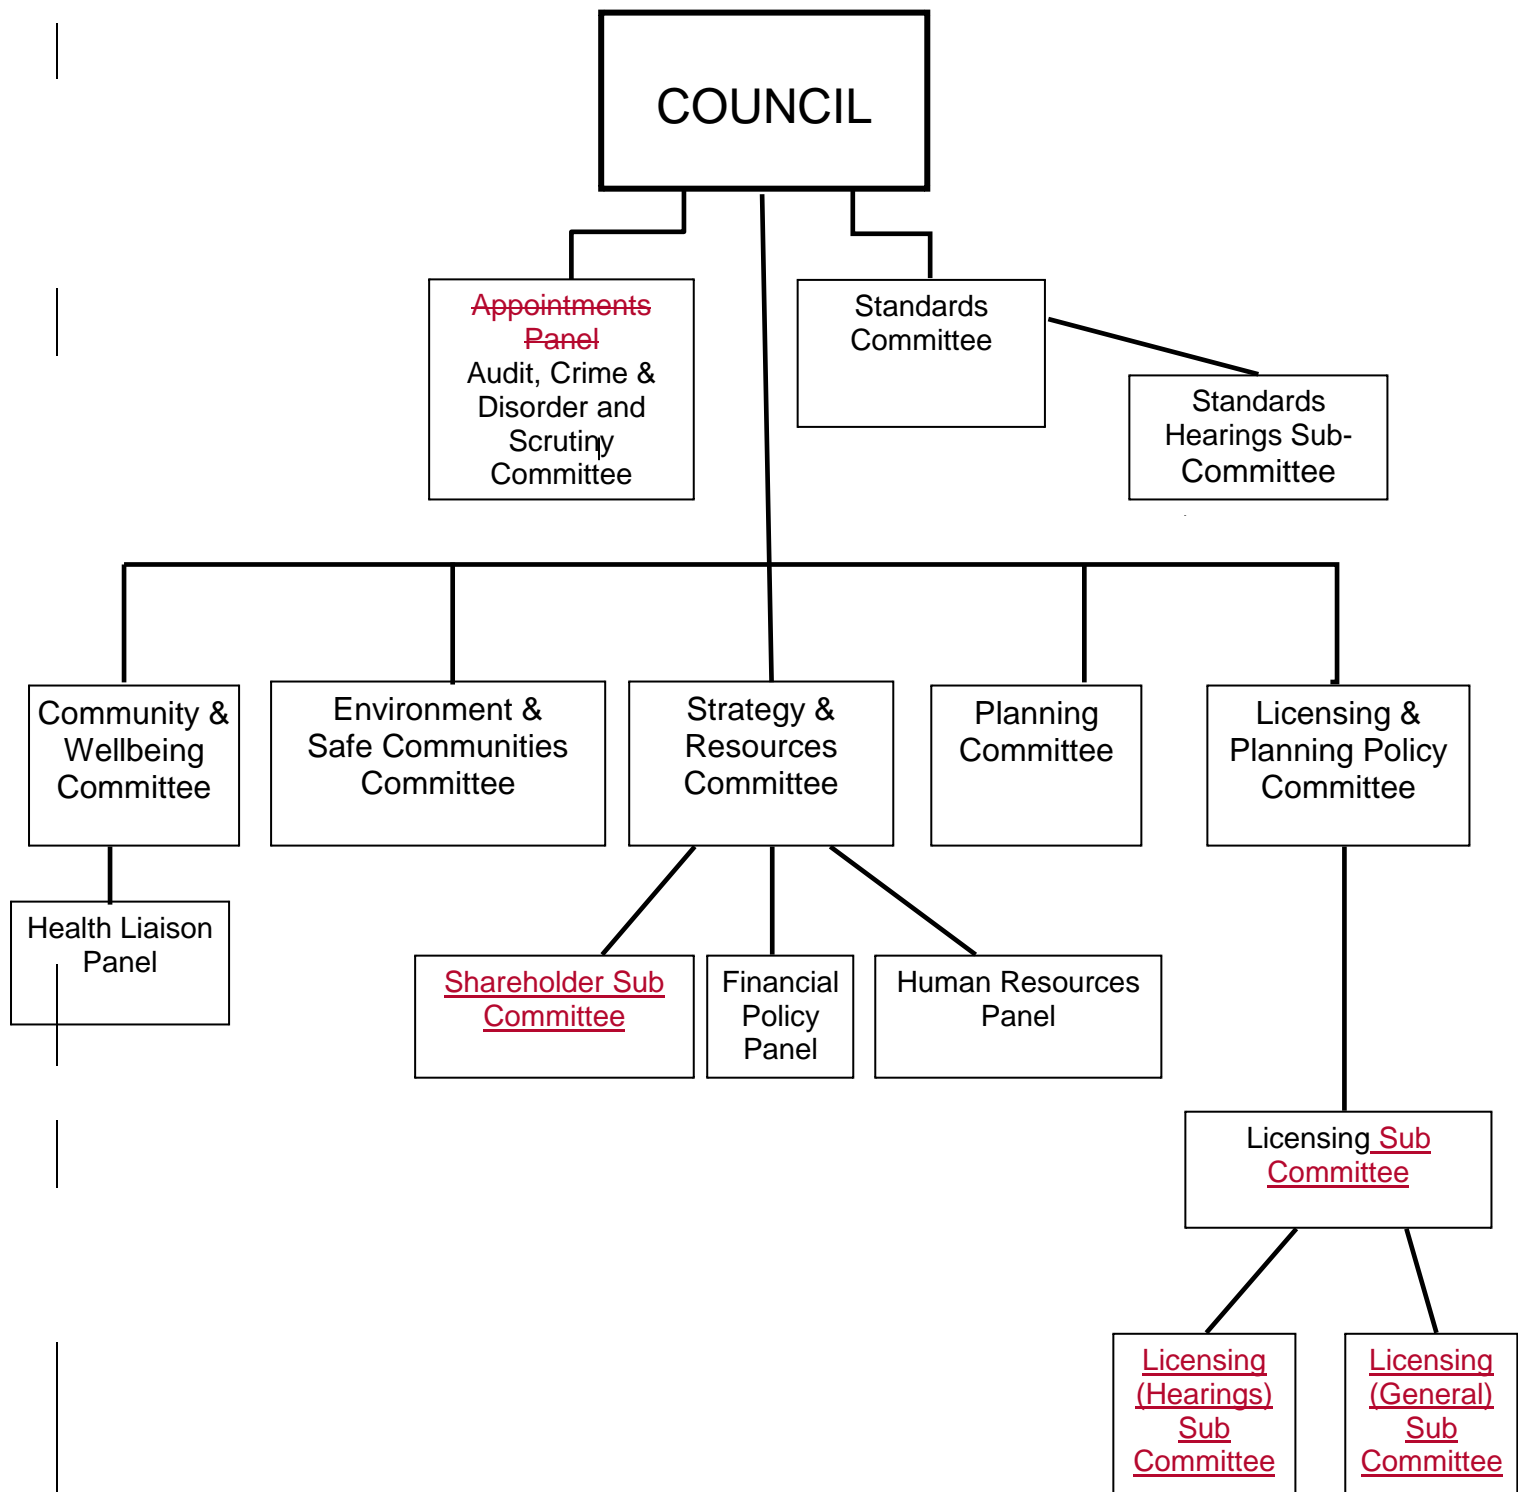 COUNCIL
Appointments
Panel
Audit, Crime &
Disorder and
Scrutiny
Committee
Standards
Committee
Standards
Hearings Sub-
Committee
Community &
Wellbeing
Committee
Environment &
Safe Communities
Committee
Strategy &
Resources
Committee
Planning
Committee
Licensing &
Planning Policy
Committee
Health Liaison
Panel
Shareholder Sub
Committee
Financial
Policy
Panel
Human Resources
Panel
Licensing Sub
Committee
Licensing
(Hearings)
Sub
Committee
Licensing
(General)
Sub
Committee